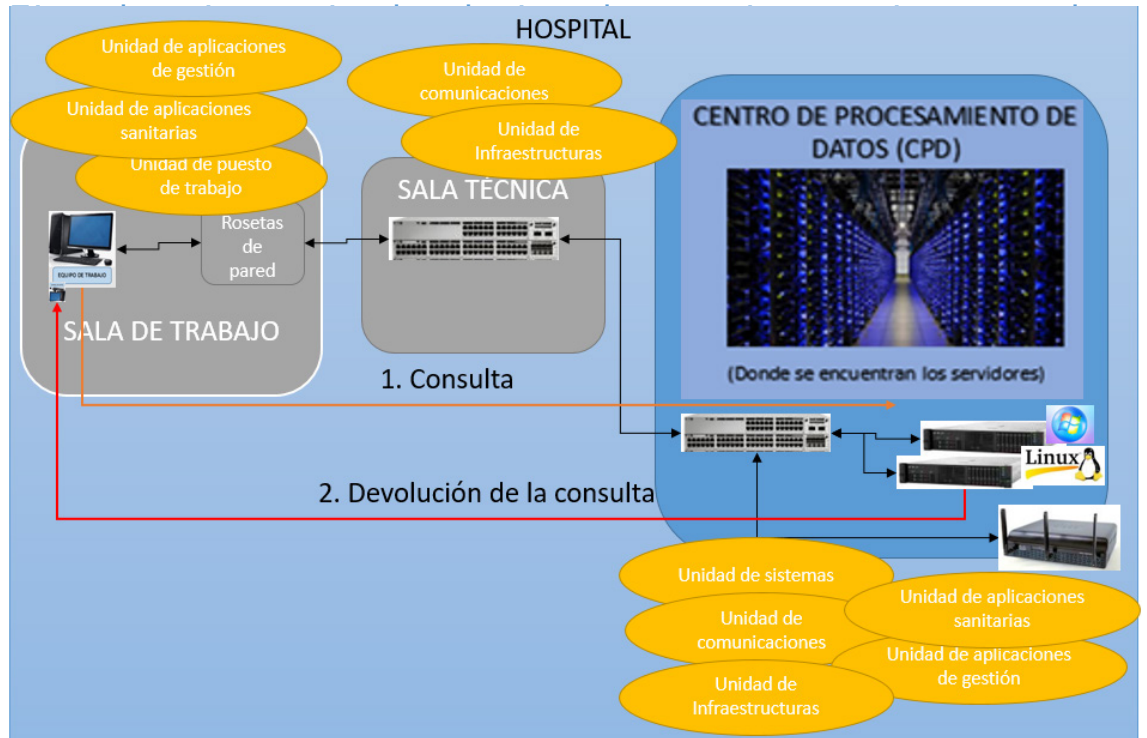 HOSPITAL
Unidad de aplicaciones
de gestión
Unidad de aplicaciones
sanitarias
Unidad de puesto
de trabajo
Rosetas
de
pared
EQUIPO DE TRABAJO
SALA DE TRABAJO
Unidad de
comunicaciones
Unidad de
Infraestructuras
SALA TÉCNICA
CENTRO DE PROCESAMIENTO DE
DATOS (CPD)
(Donde se encuentran los servidores)
1. Consulta
Linux
2. Devolución de la consulta
Unidad de sistemas
Unidad de
comunicaciones
Unidad de
Infraestructuras
Unidad de aplicaciones
sanitarias
Unidad de aplicaciones
de gestión